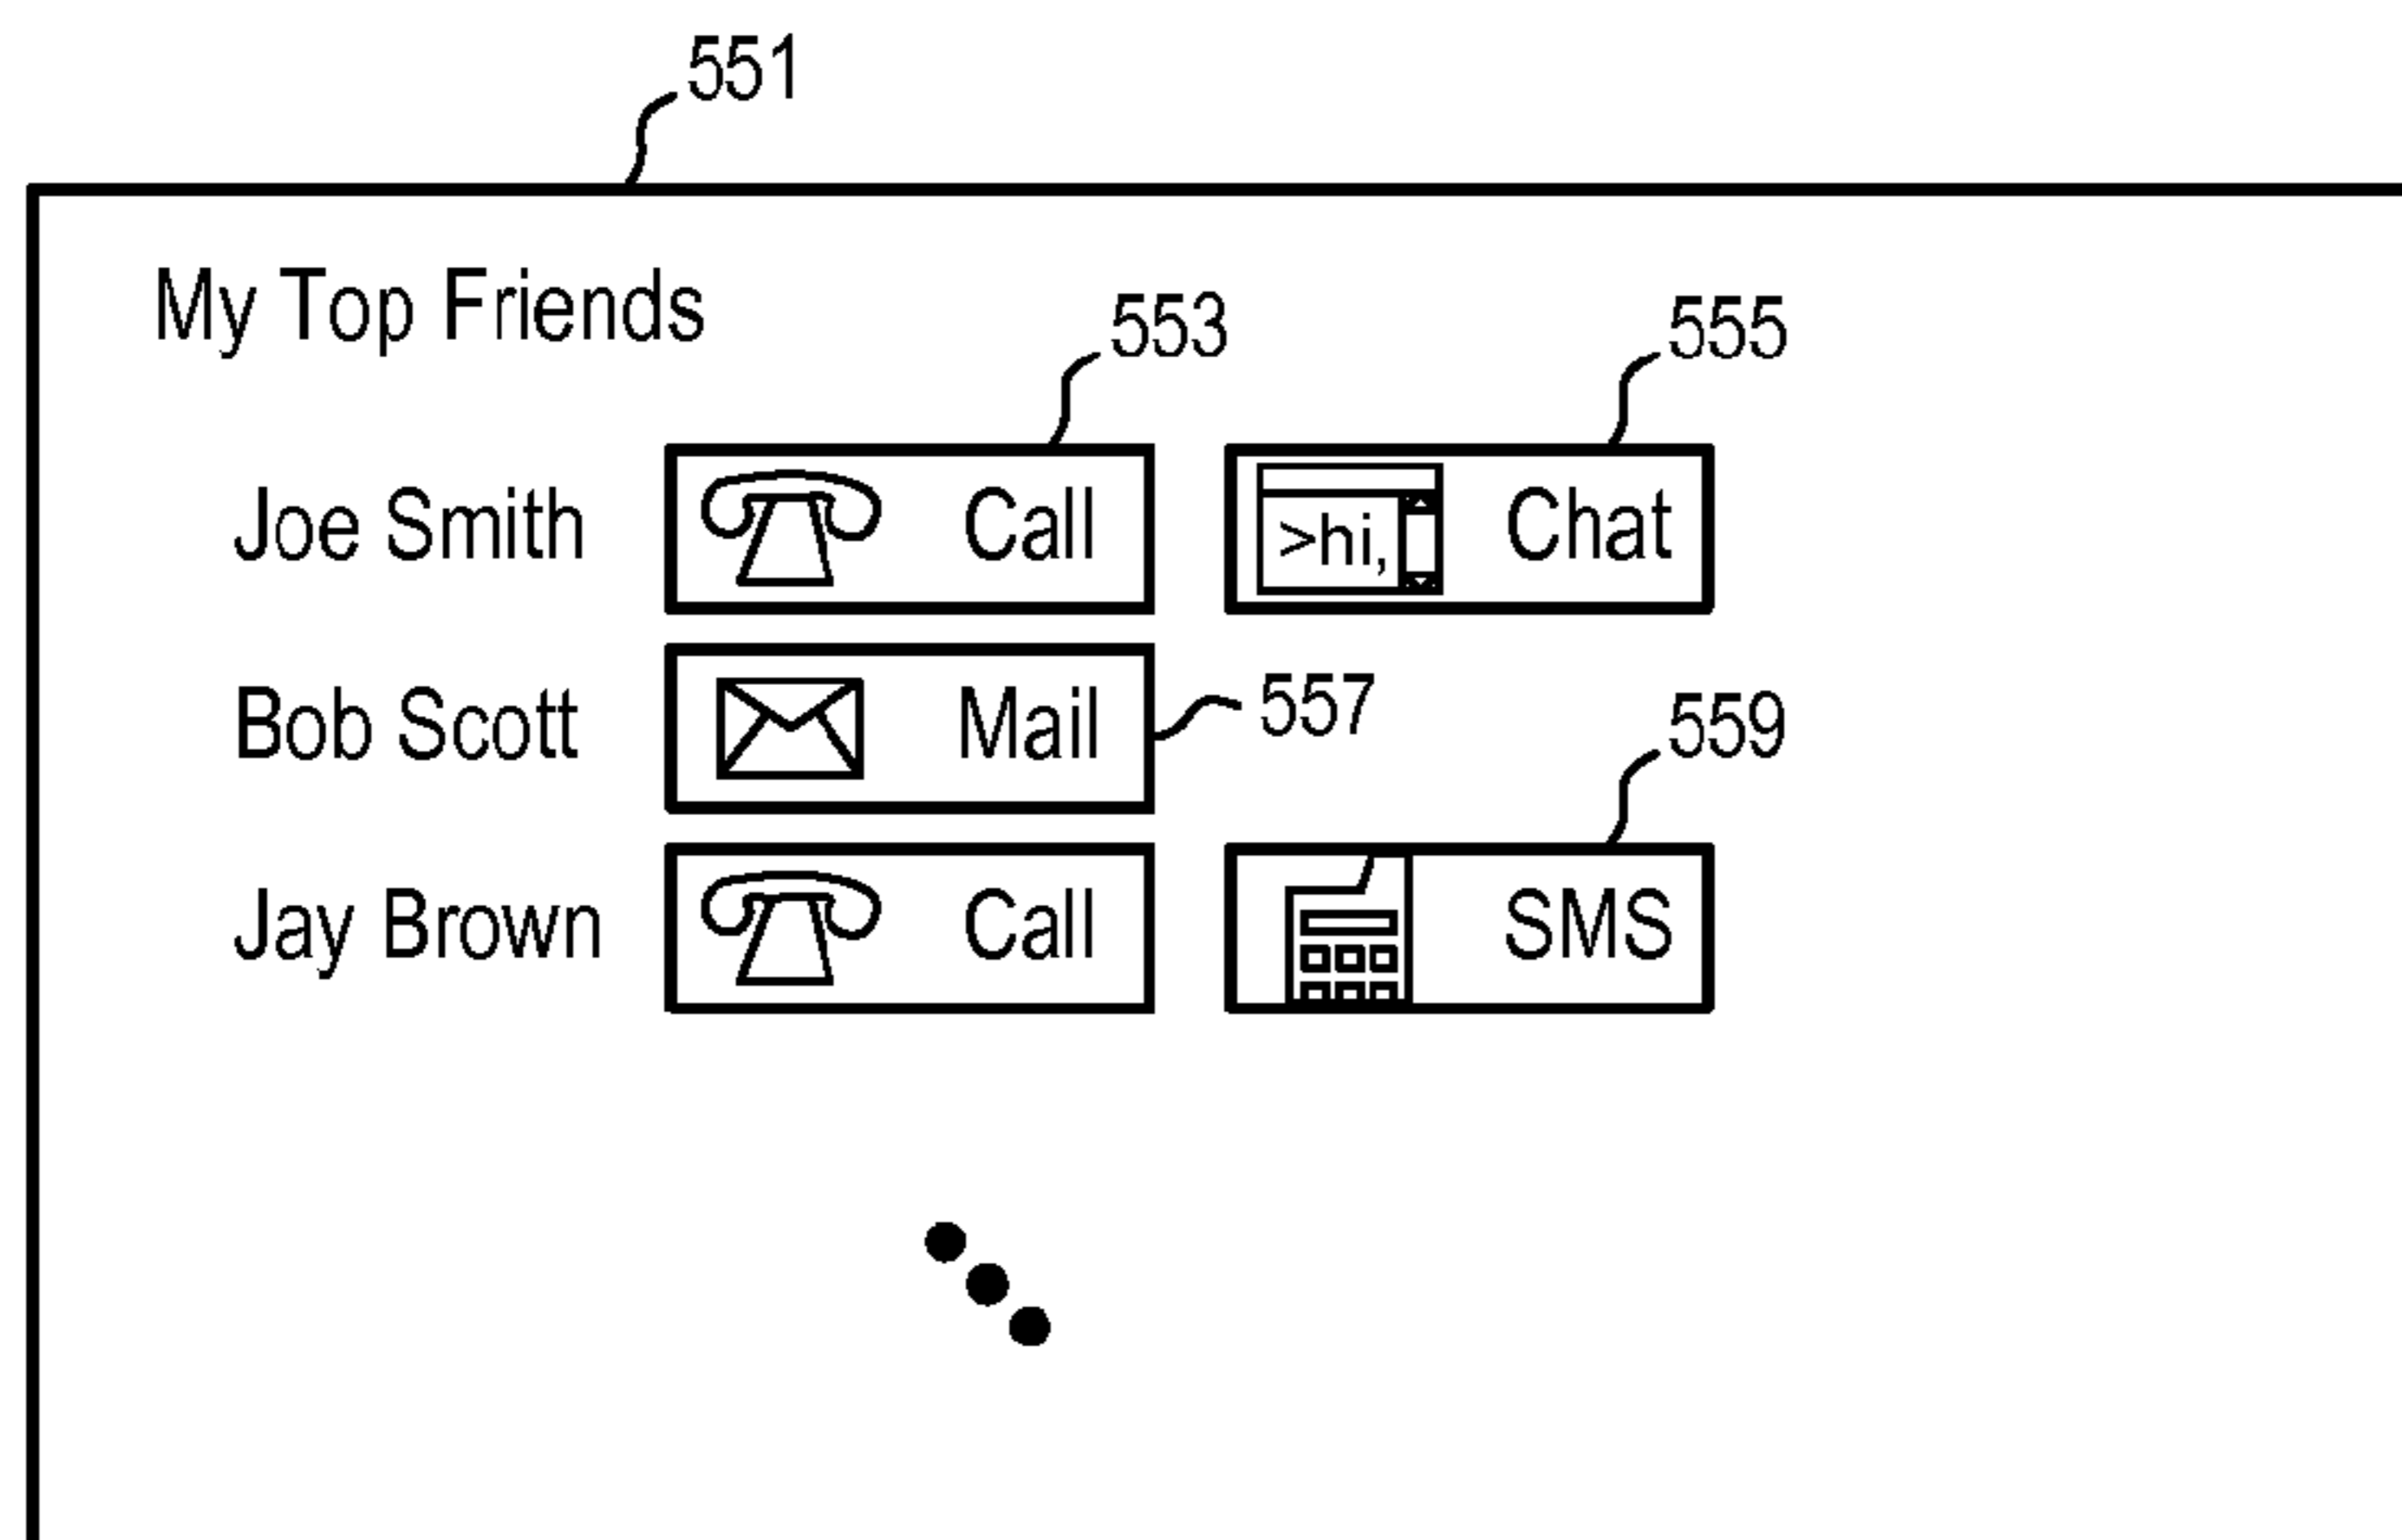 551
My Top Friends
553
555
Joe Smith
Call
>hi,
Chat
Bob Scott
Mail
557
559
Jay Brown
Call
SMS